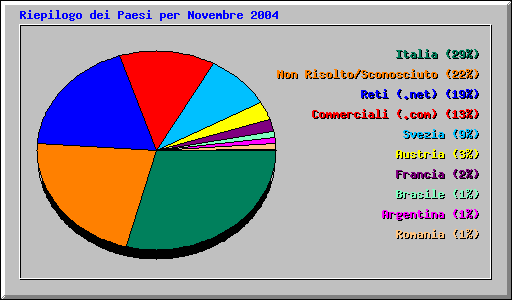 Riepilogo dei Paesi per Novembre 2004
Italia (29%)
Non Risolto/Sconosciuto (22%)
Reti (.net) (19%)
Commerciali (.com) (13%)
Svezia (9%)
Austria (3%)
Francia (2%)
Brasile (1%)
Argentina (1%)
Romania (1%)